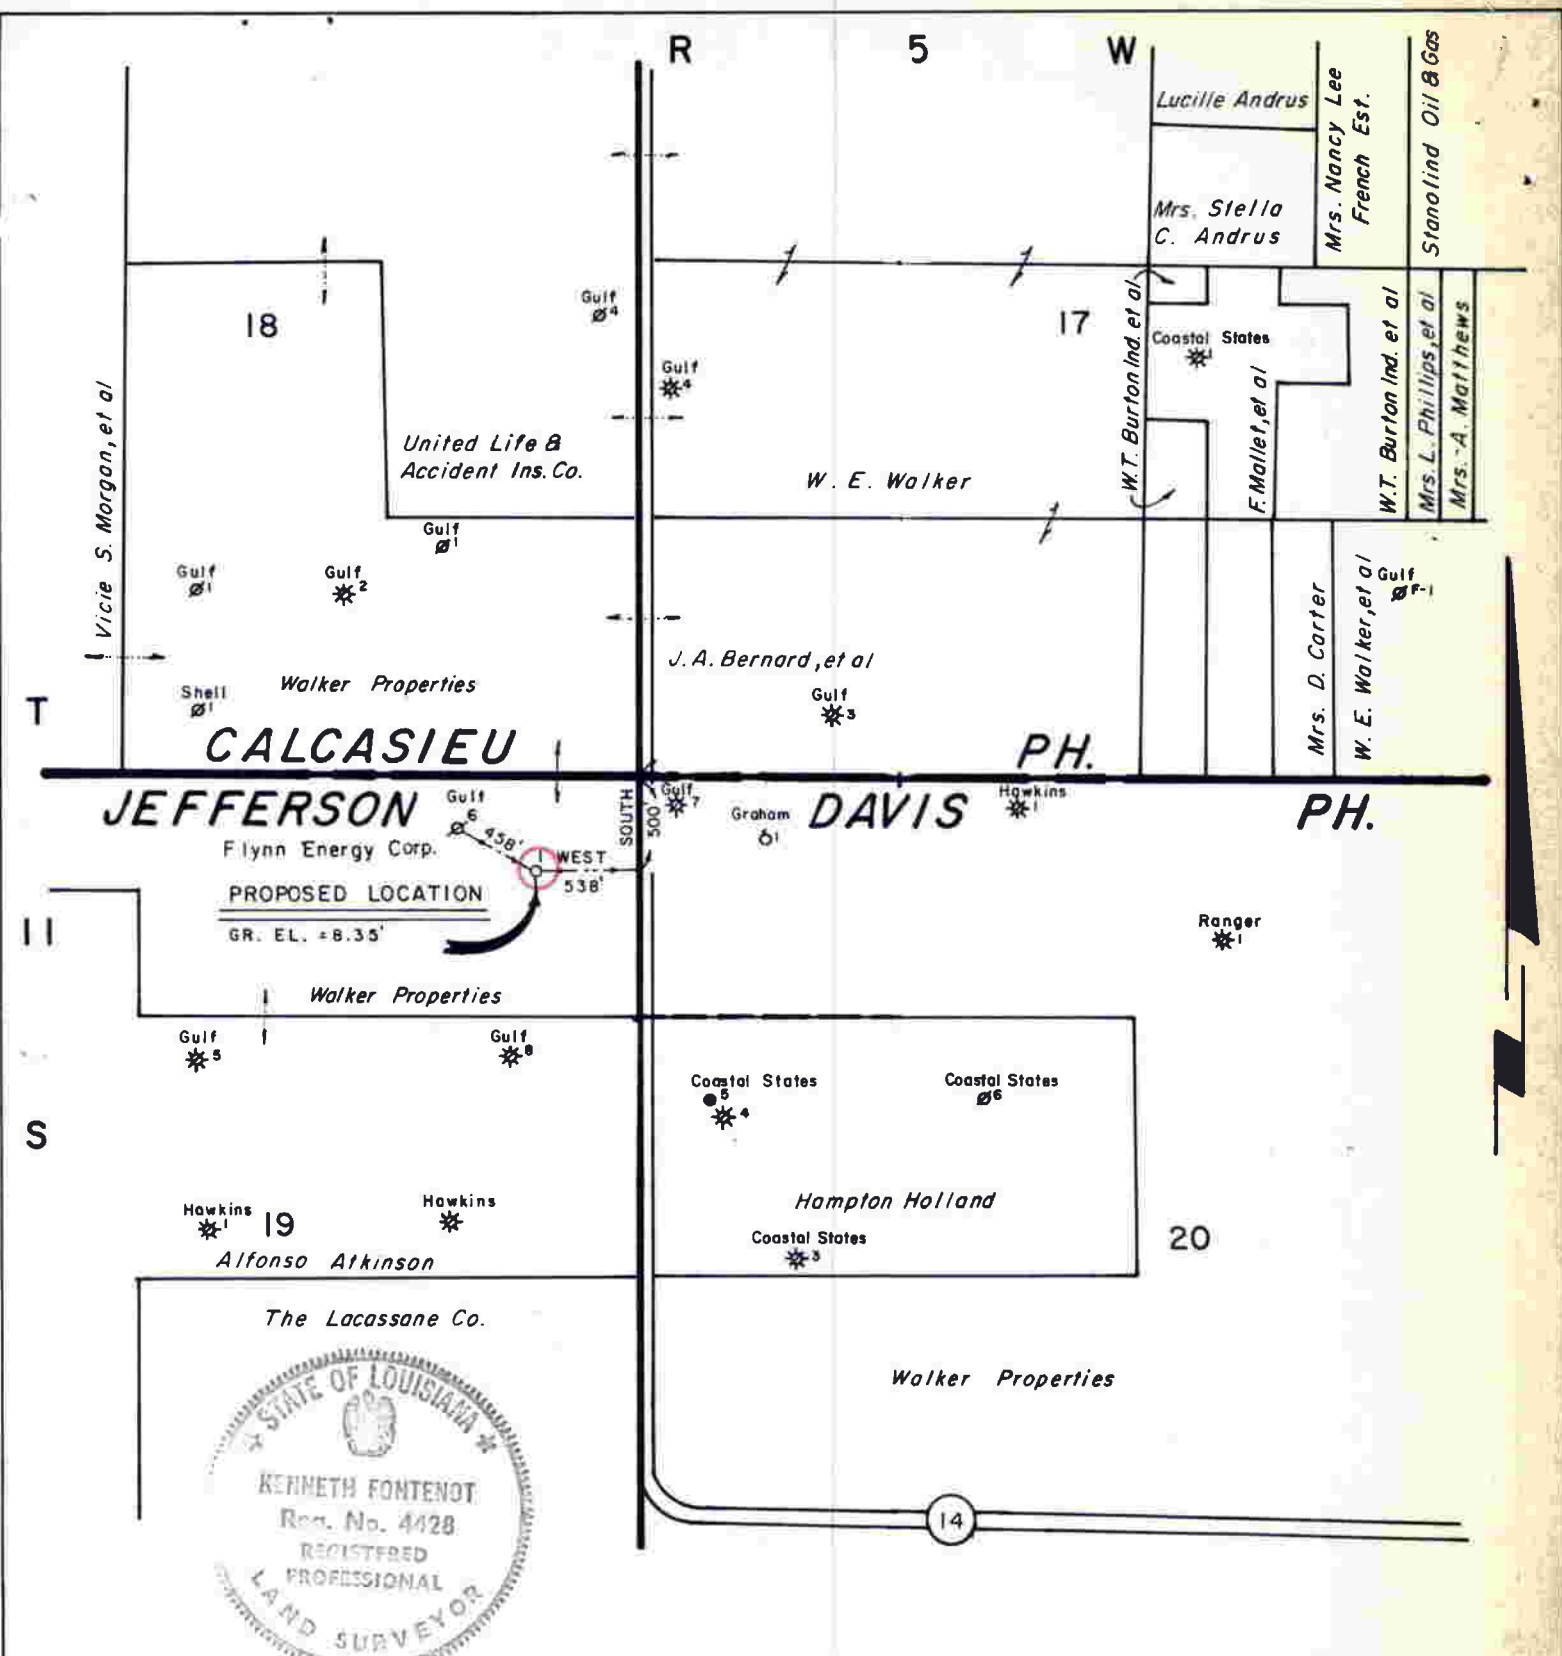 R 5 W
Lucille Andrus
Mrs. Nancy Lee
French Est.
Stanolind Oil & Gas
Mrs. Stella
C. Andrus
18
Gulf
4
17
W.T. Burton Ind. et al
Coastal States
1
F. Mallet, et al
W.T. Burton Ind. et al
Mrs. L. Phillips, et al
Mrs. A. Matthews
Gulf
4
Vicie S. Morgan, et al
United Life &
Accident Ins. Co.
W. E. Walker
Gulf
1
Gulf
1
Gulf
2
Mrs. D. Carter
W. E. Walker, et al
Gulf
F-1
J.A. Bernard, et al
Walker Properties
Shell
1
Gulf
3
T
CALCASIEU PH.
JEFFERSON DAVIS PH.
Gulf
6
458'
SOUTH
500'
Gulf
7
Graham
1
Hawkins
1
Flynn Energy Corp.
1
WEST
538'
PROPOSED LOCATION
GR. EL. = 8.35'
11
Ranger
1
Walker Properties
Gulf
5
Gulf
8
Coastal States
5
4
Coastal States
6
S
Hawkins
1
19
Hawkins
Hampton Holland
Coastal States
3
20
Alfonso Atkinson
The Lacassane Co.
Walker Properties
14
STATE OF LOUISIANA
KENNETH FONTENOT
Reg. No. 4428
REGISTERED
PROFESSIONAL
LAND SURVEYOR